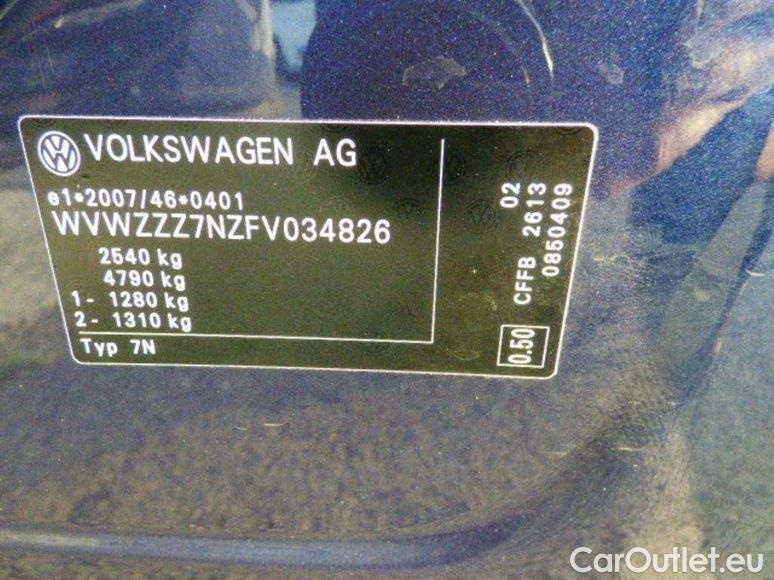 VOLKSWAGEN AG
e1*2007/46*0401
WVWZZZ7NZFV034826
2540 kg
4790 kg
1 - 1280 kg
2 - 1310 kg
Typ 7N
02
CFFB 2613
0850409
0.50
CarOutlet.eu